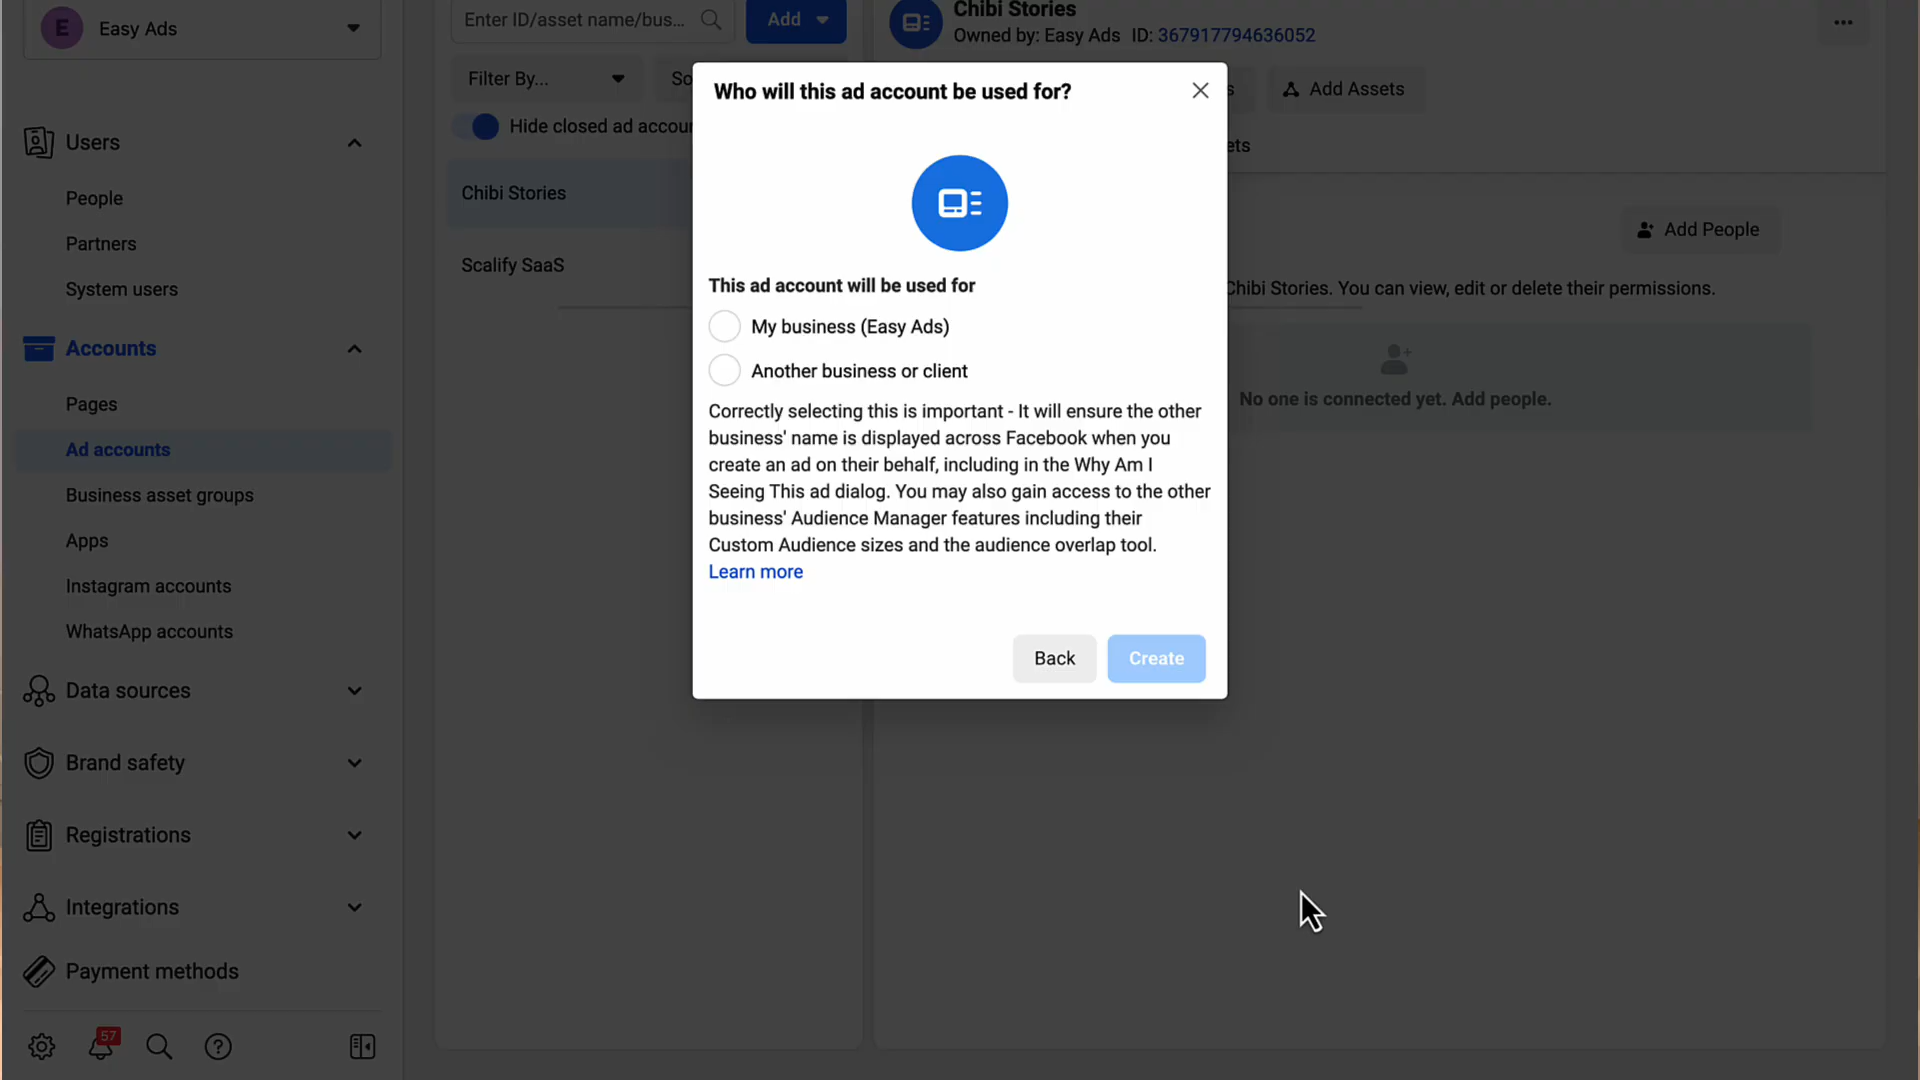 E Easy Ads
Users
People
Partners
System users
Accounts
Pages
Ad accounts
Business asset groups
Apps
Instagram accounts
WhatsApp accounts
Data sources
Brand safety
Registrations
Integrations
Payment methods
57
Enter ID/asset name/bus...
Add
Filter By...
So
Hide closed ad accour
Chibi Stories
Scalify SaaS
Chibi Stories
Owned by: Easy Ads ID: 367917794636052
s
Add Assets
ets
Add People
Chibi Stories. You can view, edit or delete their permissions.
No one is connected yet. Add people.
Who will this ad account be used for?
This ad account will be used for
My business (Easy Ads)
Another business or client
Correctly selecting this is important - It will ensure the other
business' name is displayed across Facebook when you
create an ad on their behalf, including in the Why Am I
Seeing This ad dialog. You may also gain access to the other
business' Audience Manager features including their
Custom Audience sizes and the audience overlap tool.
Learn more
Back
Create